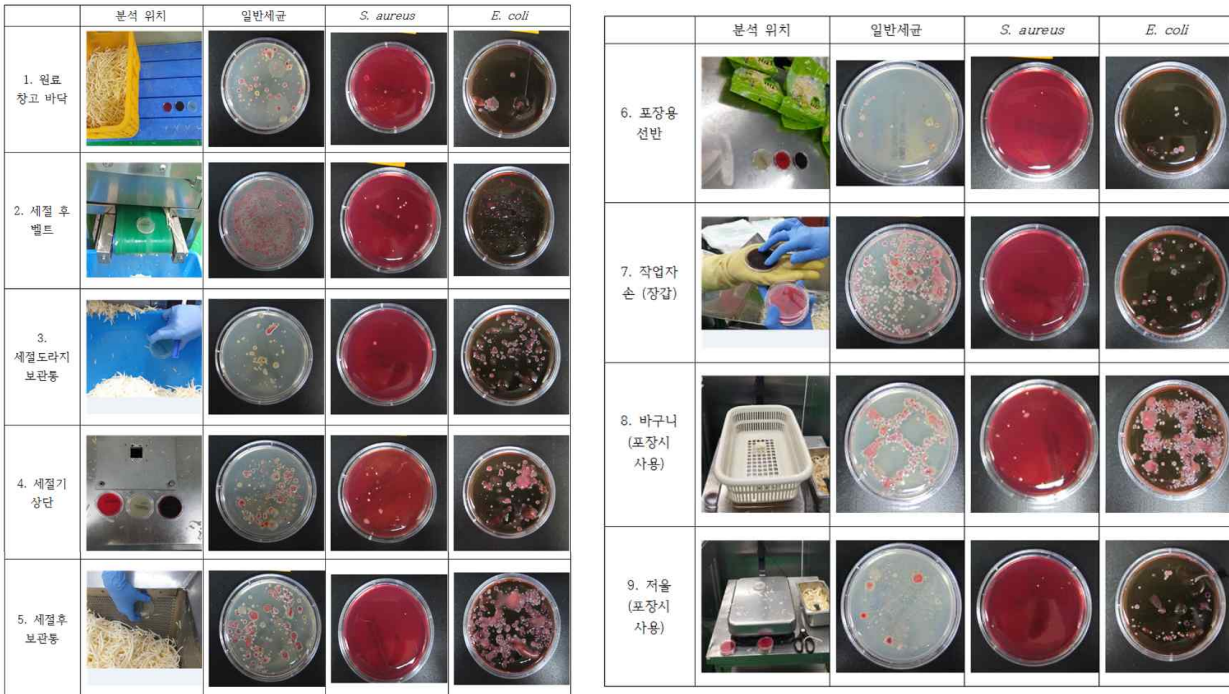 분석 위치 일반세균 S. aureus E. coli
1. 원료
창고 바닥
2. 세절 후
벨트
3.
세절도라지
보관통
4. 세절기
상단
5. 세절후
보관통
분석 위치 일반세균 S. aureus E. coli
6. 포장용
선반
7. 작업자
손 (장갑)
8. 바구니
(포장시
사용)
9. 저울
(포장시
사용)